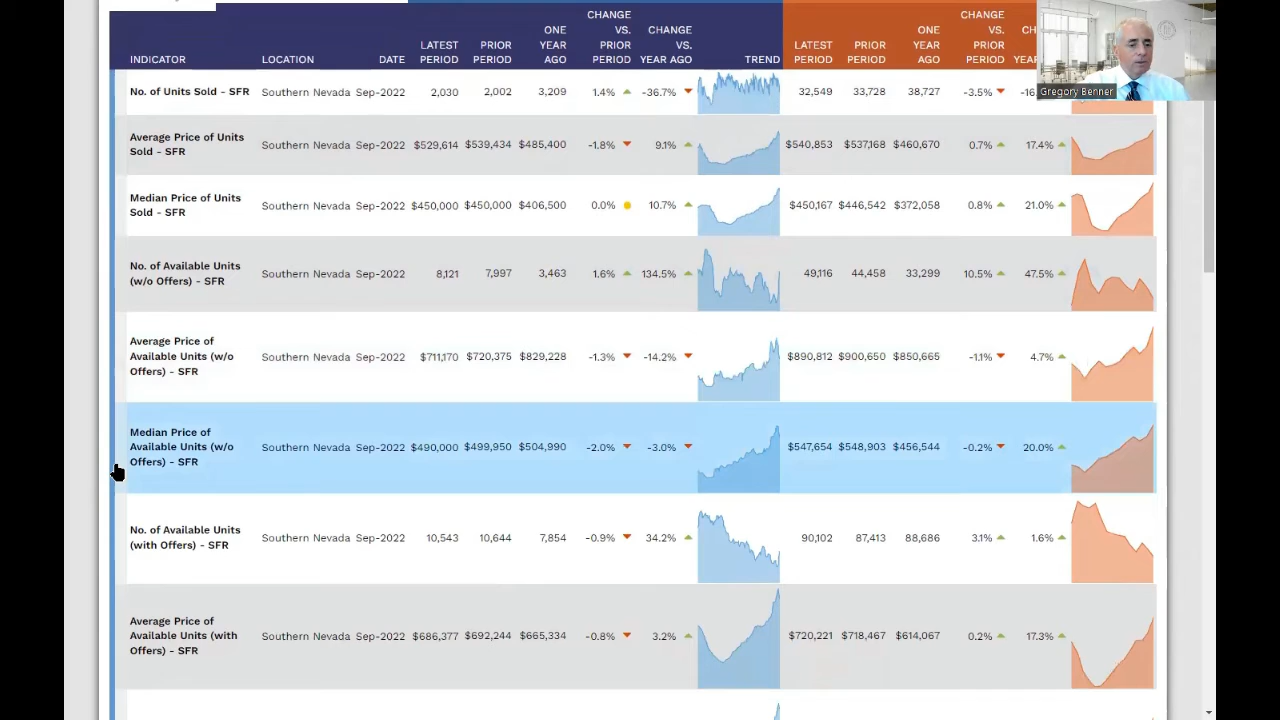 CHANGE VS. PRIOR PERIOD
CHANGE VS. PRIOR PERIOD
INDICATOR LOCATION DATE LATEST PERIOD PRIOR PERIOD ONE YEAR AGO CHANGE VS. YEAR AGO TREND LATEST PERIOD PRIOR PERIOD ONE YEAR AGO CH YEAR
Gregory Benner
No. of Units Sold - SFR Southern Nevada Sep-2022 2,030 2,002 3,209 1.4% -36.7% 32,549 33,728 38,727 -3.5% -16
Average Price of Units
Sold - SFR Southern Nevada Sep-2022 $529,614 $539,434 $485,400 -1.8% 9.1% $540,853 $537,168 $460,670 0.7% 17.4%
Median Price of Units
Sold - SFR Southern Nevada Sep-2022 $450,000 $450,000 $406,500 0.0% 10.7% $450,167 $446,542 $372,058 0.8% 21.0%
No. of Available Units
(w/o Offers) - SFR Southern Nevada Sep-2022 8,121 7,997 3,463 1.6% 134.5% 49,116 44,458 33,299 10.5% 47.5%
Average Price of
Available Units (w/o
Offers) - SFR Southern Nevada Sep-2022 $711,170 $720,375 $829,228 -1.3% -14.2% $890,812 $900,650 $850,665 -1.1% 4.7%
Median Price of
Available Units (w/o
Offers) - SFR Southern Nevada Sep-2022 $490,000 $499,950 $504,990 -2.0% -3.0% $547,654 $548,903 $456,544 -0.2% 20.0%
No. of Available Units
(with Offers) - SFR Southern Nevada Sep-2022 10,543 10,644 7,854 -0.9% 34.2% 90,102 87,413 88,686 3.1% 1.6%
Average Price of
Available Units (with
Offers) - SFR Southern Nevada Sep-2022 $686,377 $692,244 $665,334 -0.8% 3.2% $720,221 $718,467 $614,067 0.2% 17.3%